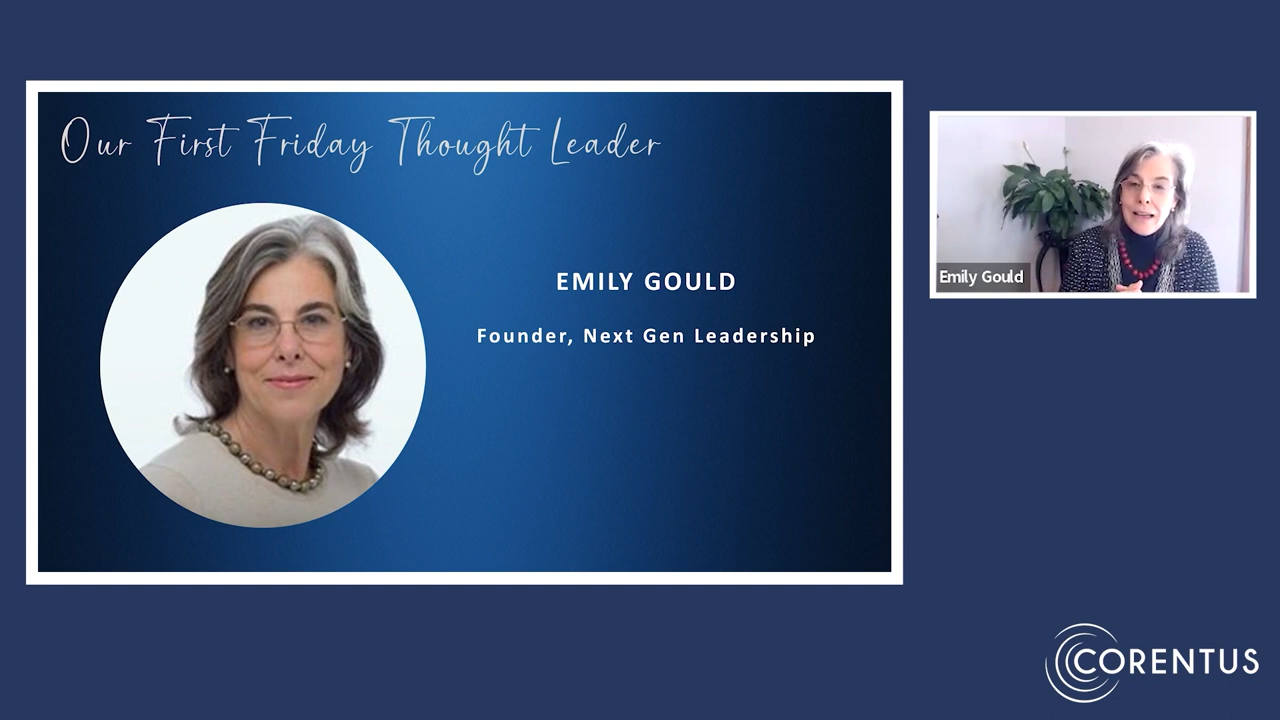 Our First Friday Thought Leader
EMILY GOULD
Founder, Next Gen Leadership
Emily Gould
CORENTUS